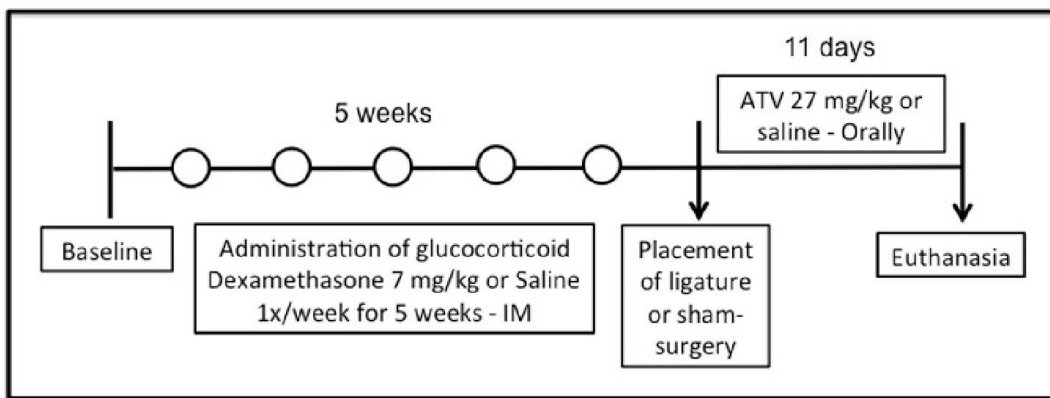 11 days
ATV 27 mg/kg or
saline - Orally
5 weeks
Baseline
Administration of glucocorticoid
Dexamethasone 7 mg/kg or Saline
1x/week for 5 weeks - IM
Placement
of ligature
or sham-
surgery
Euthanasia